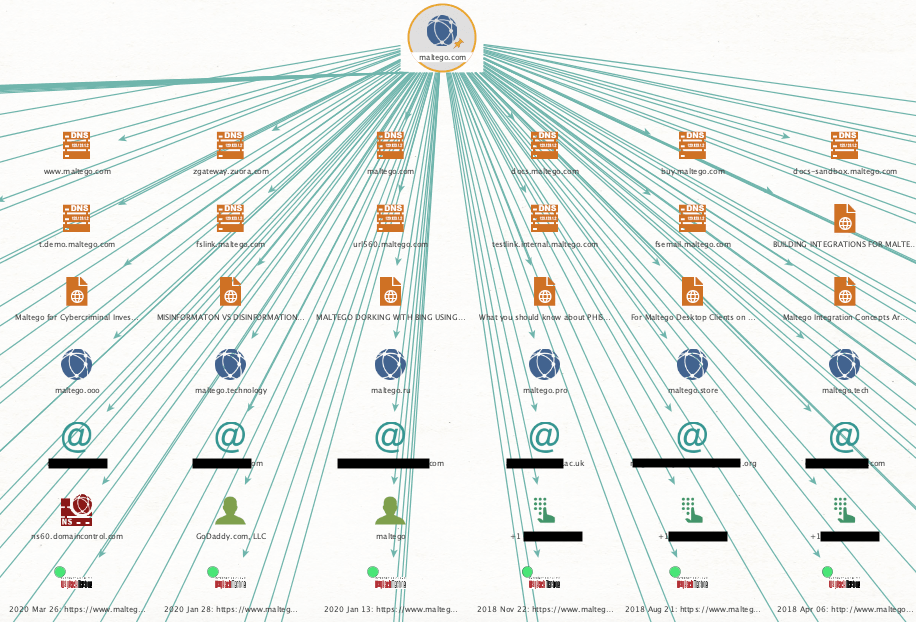 maltego.com
www.maltego.com
zgateway.zuora.com
maltego.com
docs.maltego.com
buy.maltego.com
docs-sandbox.maltego.com
t.demo.maltego.com
fslink.maltego.com
url560.maltego.com
testlink.internal.maltego.com
fsemail.maltego.com
BUILDING INTEGRATIONS FOR MALTE...
Maltego for Cybercriminal Inves...
MISINFORMATON VS DISINFORMATION...
MALTEGO DORKING WITH BING USING...
What you should know about PHE...
For Maltego Desktop Clients on ...
Maltego Integration Concepts Ar...
maltego.ooo
maltego.technology
maltego.ru
maltego.pro
maltego.store
maltego.tech
om
com
ac.uk
.org
com
ns60.domaincontrol.com
GoDaddy.com, LLC
maltego
+1
+1
+1
2020 Mar 26: https://www.malteg...
2020 Jan 28: https://www.malteg...
2020 Jan 13: https://www.malteg...
2018 Nov 22: https://www.malteg...
2018 Aug 21: https://www.malteg...
2018 Apr 06: http://www.malteg...